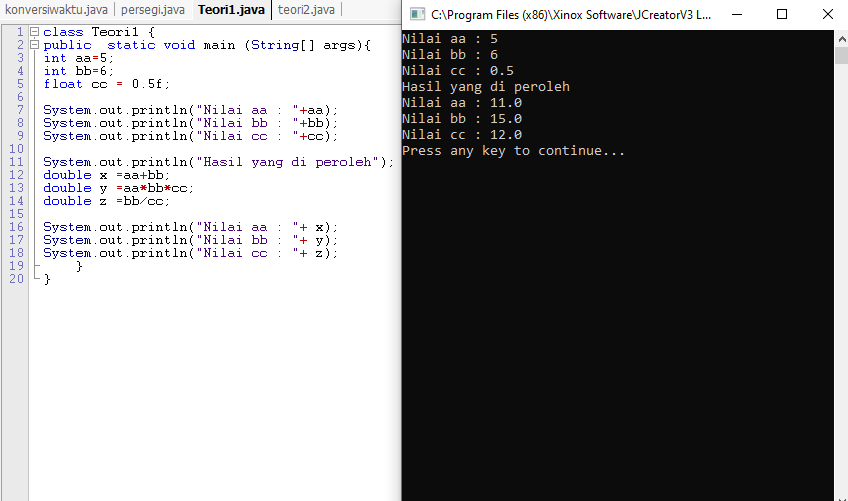 konversiwaktu.java | persegi.java | Teori1.java | teori2.java |
1 class Teori1 {
2 public  static void main (String[] args){
3 int aa=5;
4 int bb=6;
5 float cc = 0.5f;
6
7 System.out.println("Nilai aa : "+aa);
8 System.out.println("Nilai bb : "+bb);
9 System.out.println("Nilai cc : "+cc);
10
11 System.out.println("Hasil yang di peroleh");
12 double x =aa+bb;
13 double y =aa*bb*cc;
14 double z =bb/cc;
15
16 System.out.println("Nilai aa : "+ x);
17 System.out.println("Nilai bb : "+ y);
18 System.out.println("Nilai cc : "+ z);
19     }
20 }
C:\Program Files (x86)\Xinox Software\JCreatorV3 L...
Nilai aa : 5
Nilai bb : 6
Nilai cc : 0.5
Hasil yang di peroleh
Nilai aa : 11.0
Nilai bb : 15.0
Nilai cc : 12.0
Press any key to continue...